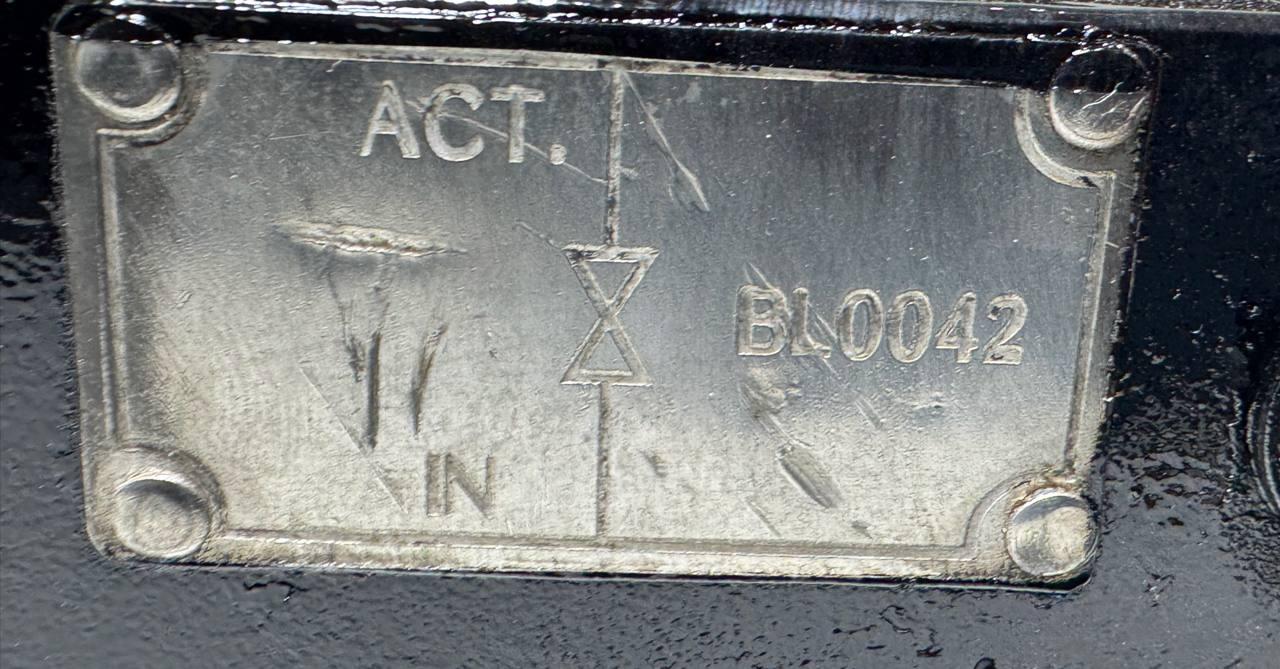 ACT.
BL0042
IN